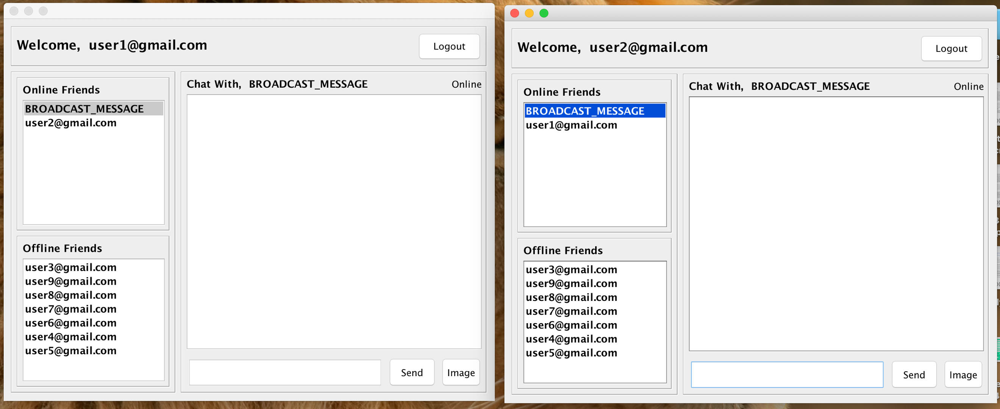 Welcome, user1@gmail.com
Logout
Online Friends
BROADCAST_MESSAGE
user2@gmail.com
Offline Friends
user3@gmail.com
user9@gmail.com
user8@gmail.com
user7@gmail.com
user6@gmail.com
user4@gmail.com
user5@gmail.com
Chat With, BROADCAST_MESSAGE Online
Send Image
Welcome, user2@gmail.com
Logout
Online Friends
BROADCAST_MESSAGE
user1@gmail.com
Offline Friends
user3@gmail.com
user9@gmail.com
user8@gmail.com
user7@gmail.com
user6@gmail.com
user4@gmail.com
user5@gmail.com
Chat With, BROADCAST_MESSAGE Online
Send Image